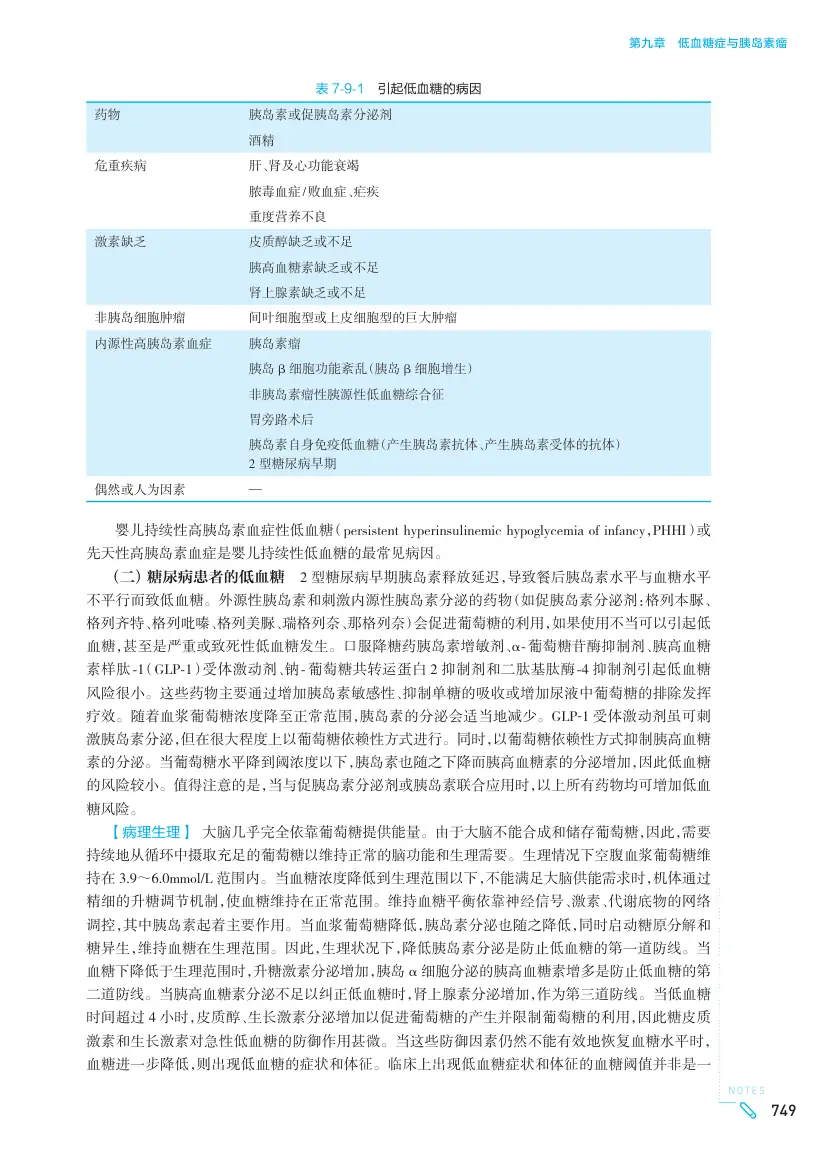 第九章　低血糖症与胰岛素瘤
表 7-9-1　引起低血糖的病因
药物　胰岛素或促胰岛素分泌剂
酒精
危重疾病　肝、肾及心功能衰竭
脓毒血症/败血症、疟疾
重度营养不良
激素缺乏　皮质醇缺乏或不足
胰高血糖素缺乏或不足
肾上腺素缺乏或不足
非胰岛细胞肿瘤　间叶细胞型或上皮细胞型的巨大肿瘤
内源性高胰岛素血症　胰岛素瘤
胰岛 β 细胞功能紊乱(胰岛 β 细胞增生)
非胰岛素瘤性胰源性低血糖综合征
胃旁路术后
胰岛素自身免疫低血糖(产生胰岛素抗体、产生胰岛素受体的抗体)
2 型糖尿病早期
偶然或人为因素　—
婴儿持续性高胰岛素血症性低血糖(persistent hyperinsulinemic hypoglycemia of infancy,PHHI)或
先天性高胰岛素血症是婴儿持续性低血糖的最常见病因。
(二) 糖尿病患者的低血糖　2 型糖尿病早期胰岛素释放延迟,导致餐后胰岛素水平与血糖水平
不平行而致低血糖。外源性胰岛素和刺激内源性胰岛素分泌的药物(如促胰岛素分泌剂:格列本脲、
格列齐特、格列吡嗪、格列美脲、瑞格列奈、那格列奈)会促进葡萄糖的利用,如果使用不当可以引起低
血糖,甚至是严重或致死性低血糖发生。口服降糖药胰岛素增敏剂、α-葡萄糖苷酶抑制剂、胰高血糖
素样肽-1(GLP-1)受体激动剂、钠-葡萄糖共转运蛋白 2 抑制剂和二肽基肽酶-4 抑制剂引起低血糖
风险很小。这些药物主要通过增加胰岛素敏感性、抑制单糖的吸收或增加尿液中葡萄糖的排除发挥
疗效。随着血浆葡萄糖浓度降至正常范围,胰岛素的分泌会适当地减少。GLP-1 受体激动剂虽可刺
激胰岛素分泌,但在很大程度上以葡萄糖依赖性方式进行。同时,以葡萄糖依赖性方式抑制胰高血糖
素的分泌。当葡萄糖水平降到阈浓度以下,胰岛素也随之下降而胰高血糖素的分泌增加,因此低血糖
的风险较小。值得注意的是,当与促胰岛素分泌剂或胰岛素联合应用时,以上所有药物均可增加低血
糖风险。
【病理生理】　大脑几乎完全依靠葡萄糖提供能量。由于大脑不能合成和储存葡萄糖,因此,需要
持续地从循环中摄取充足的葡萄糖以维持正常的脑功能和生理需要。生理情况下空腹血浆葡萄糖维
持在 3.9～6.0mmol/L 范围内。当血糖浓度降低到生理范围以下,不能满足大脑供能需求时,机体通过
精细的升糖调节机制,使血糖维持在正常范围。维持血糖平衡依靠神经信号、激素、代谢底物的网络
调控,其中胰岛素起着主要作用。当血浆葡萄糖降低,胰岛素分泌也随之降低,同时启动糖原分解和
糖异生,维持血糖在生理范围。因此,生理状况下,降低胰岛素分泌是防止低血糖的第一道防线。当
血糖下降低于生理范围时,升糖激素分泌增加,胰岛 α 细胞分泌的胰高血糖素增多是防止低血糖的第
二道防线。当胰高血糖素分泌不足以纠正低血糖时,肾上腺素分泌增加,作为第三道防线。当低血糖
时间超过 4 小时,皮质醇、生长激素分泌增加以促进葡萄糖的产生并限制葡萄糖的利用,因此糖皮质
激素和生长激素对急性低血糖的防御作用甚微。当这些防御因素仍然不能有效地恢复血糖水平时,
血糖进一步降低,则出现低血糖的症状和体征。临床上出现低血糖症状和体征的血糖阈值并非是一
NOTES
749